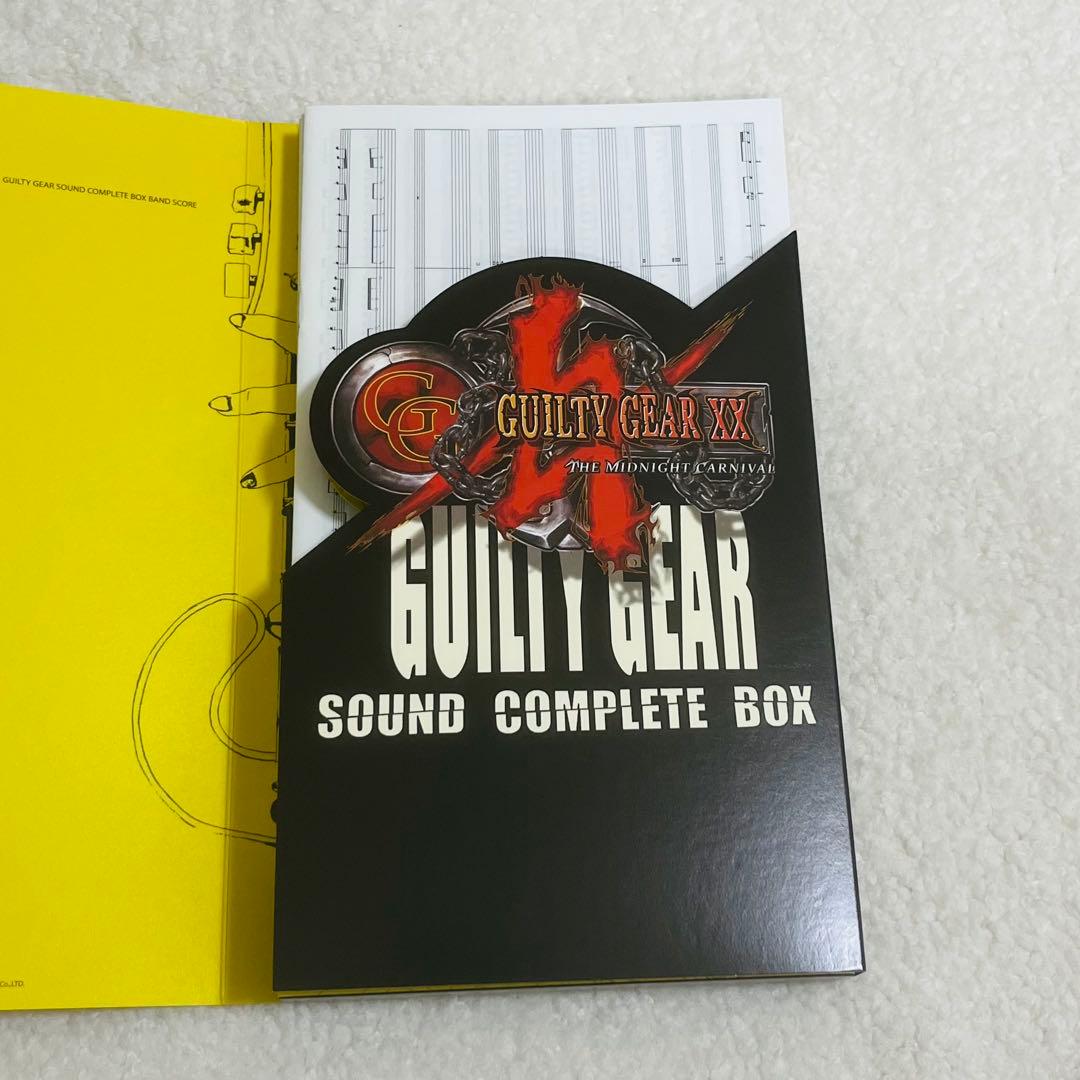 GUILTY GEAR SOUND COMPLETE BOX BAND SCORE
GG
GUILTY GEAR XX
THE MIDNIGHT CARNIVAL
GUILTY GEAR
SOUND COMPLETE BOX
Co.,LTD.